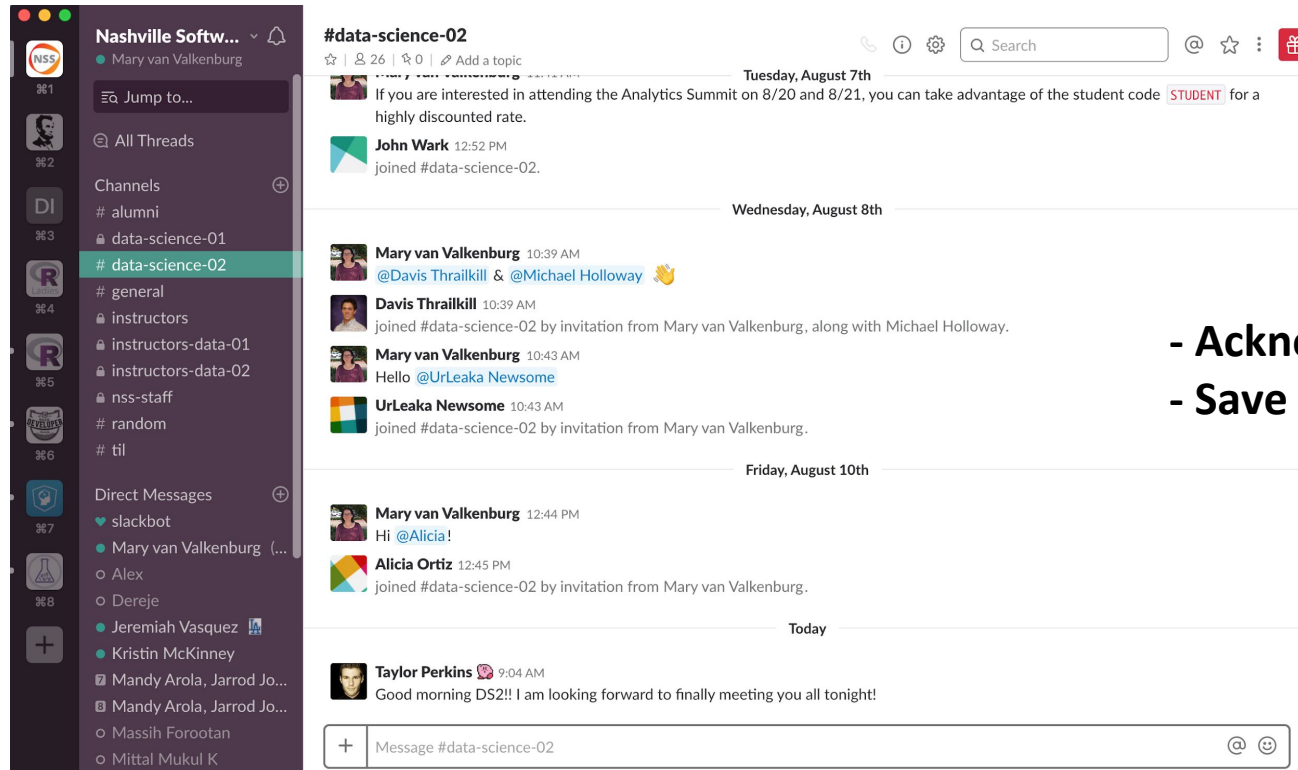 Nashville Softw...
Mary van Valkenburg
Jump to...
All Threads
Channels
# alumni
data-science-01
# data-science-02
# general
instructors
instructors-data-01
instructors-data-02
nss-staff
# random
# til
Direct Messages
slackbot
Mary van Valkenburg (...
Alex
Dereje
Jeremiah Vasquez
Kristin McKinney
7 Mandy Arola, Jarrod Jo...
8 Mandy Arola, Jarrod Jo...
Massih Forootan
Mittal Mukul K
NSS
⌘1
⌘2
DI
⌘3
R
Ladies
⌘4
R
⌘5
DEVELOPER
⌘6
⌘7
⌘8
#data-science-02
26 | 0 | Add a topic
Search
Tuesday, August 7th
If you are interested in attending the Analytics Summit on 8/20 and 8/21, you can take advantage of the student code STUDENT for a
highly discounted rate.
John Wark 12:52 PM
joined #data-science-02.
Wednesday, August 8th
Mary van Valkenburg 10:39 AM
@Davis Thrailkill & @Michael Holloway
Davis Thrailkill 10:39 AM
joined #data-science-02 by invitation from Mary van Valkenburg, along with Michael Holloway.
Mary van Valkenburg 10:43 AM
Hello @UrLeaka Newsome
UrLeaka Newsome 10:43 AM
joined #data-science-02 by invitation from Mary van Valkenburg.
Friday, August 10th
Mary van Valkenburg 12:44 PM
Hi @Alicia!
Alicia Ortiz 12:45 PM
joined #data-science-02 by invitation from Mary van Valkenburg.
Today
Taylor Perkins 9:04 AM
Good morning DS2!! I am looking forward to finally meeting you all tonight!
Message #data-science-02
- Save